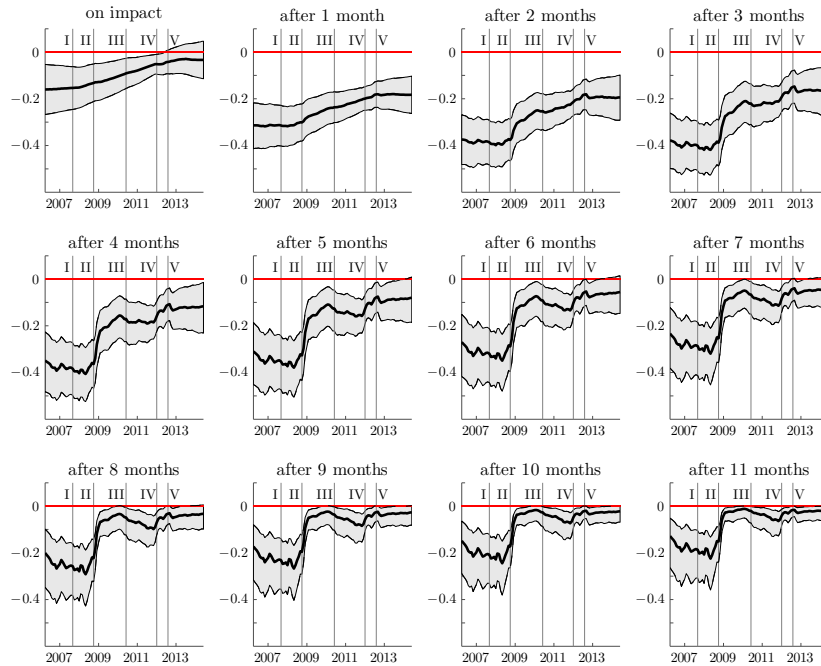 on impact
after 1 month
after 2 months
after 3 months
I II III IV V
I II III IV V
I II III IV V
I II III IV V
0
−0.2
−0.4
0
−0.2
−0.4
0
−0.2
−0.4
0
−0.2
−0.4
2007 2009 2011 2013
2007 2009 2011 2013
2007 2009 2011 2013
2007 2009 2011 2013
after 4 months
after 5 months
after 6 months
after 7 months
I II III IV V
I II III IV V
I II III IV V
I II III IV V
0
−0.2
−0.4
0
−0.2
−0.4
0
−0.2
−0.4
0
−0.2
−0.4
2007 2009 2011 2013
2007 2009 2011 2013
2007 2009 2011 2013
2007 2009 2011 2013
after 8 months
after 9 months
after 10 months
after 11 months
I II III IV V
I II III IV V
I II III IV V
I II III IV V
0
−0.2
−0.4
0
−0.2
−0.4
0
−0.2
−0.4
0
−0.2
−0.4
2007 2009 2011 2013
2007 2009 2011 2013
2007 2009 2011 2013
2007 2009 2011 2013